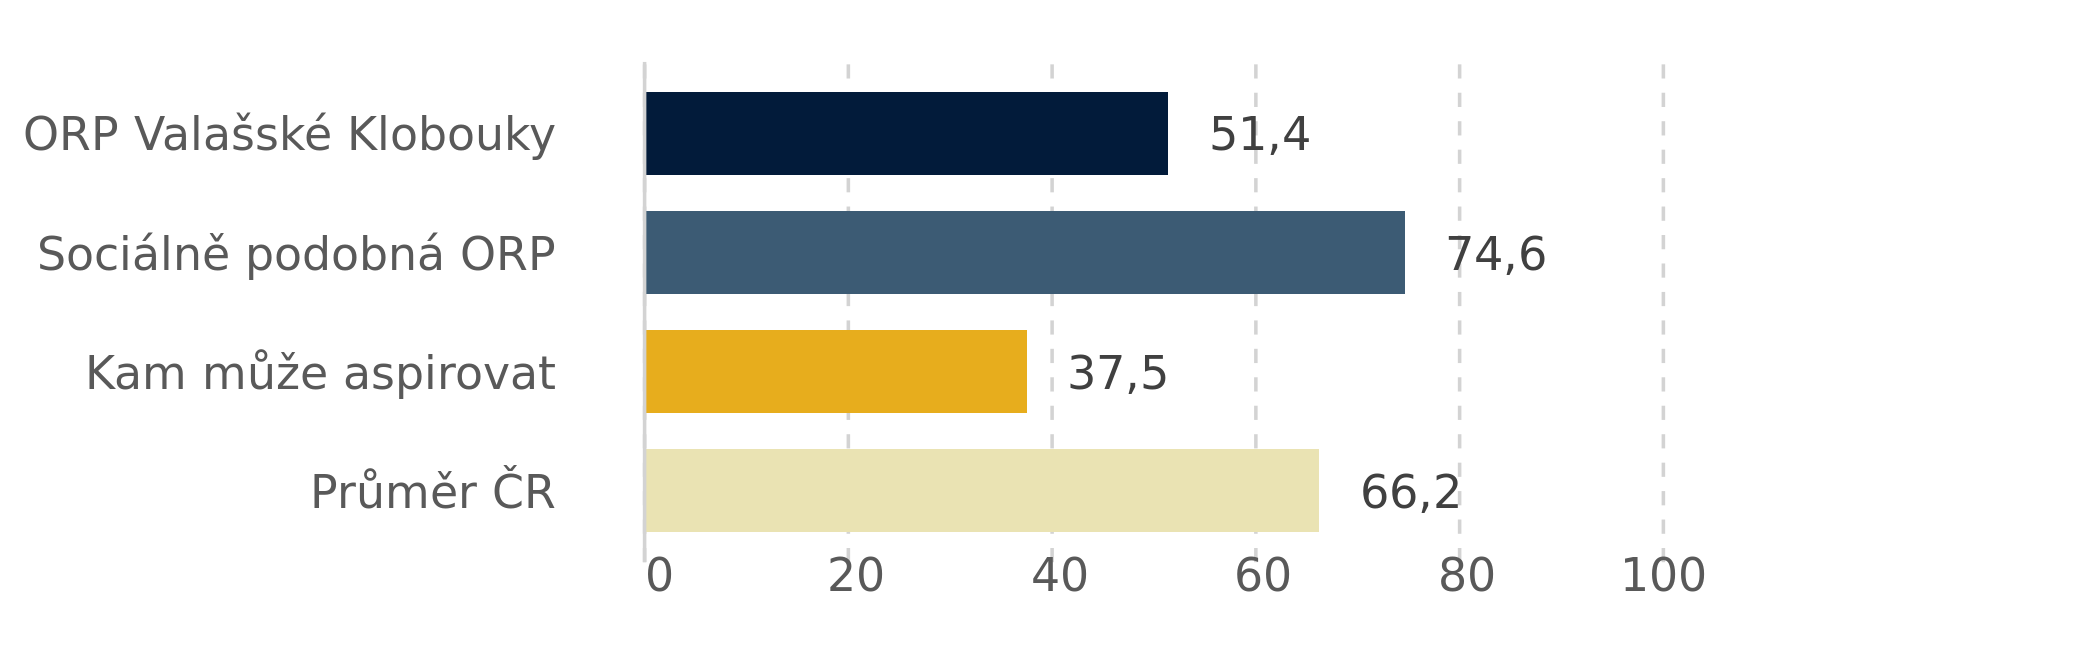 ORP Valašské Klobouky 51,4
Sociálně podobná ORP 74,6
Kam může aspirovat 37,5
Průměr ČR 66,2
0 20 40 60 80 100